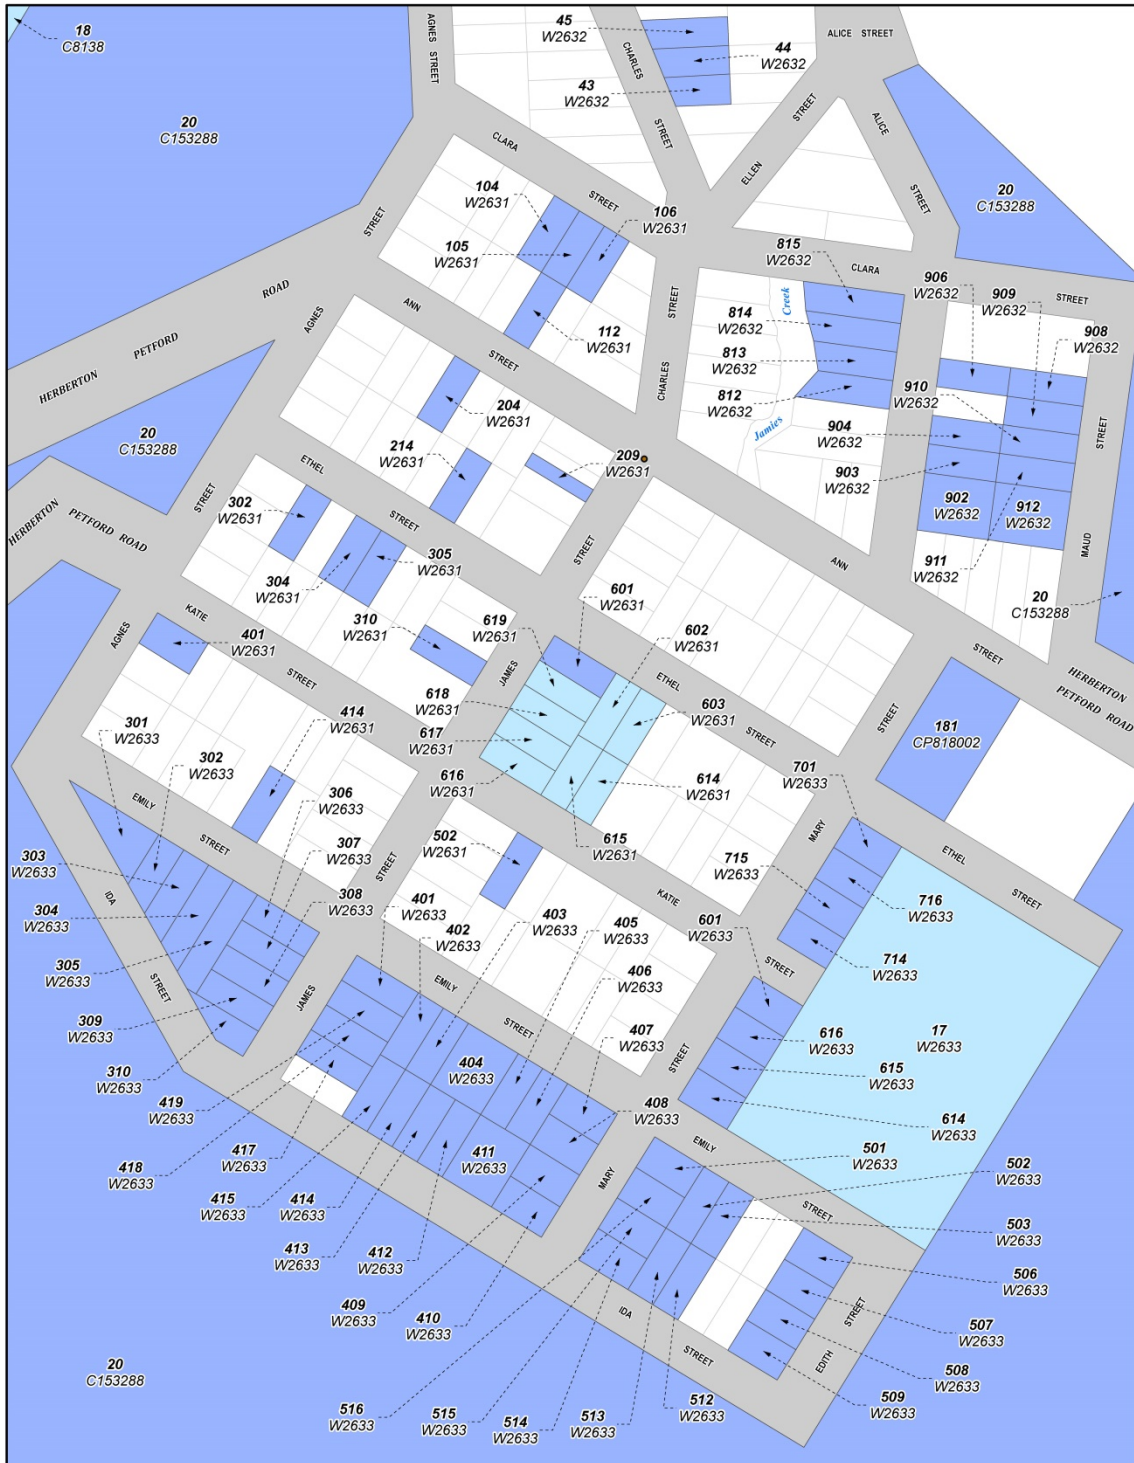 18
C8138
AGNES STREET
45
W2632
CHARLES
STREET
44
W2632
43
W2632
ALICE STREET
20
C153288
CLARA
STREET
ELLEN
STREET
ALICE
STREET
20
C153288
104
W2631
106
W2631
105
W2631
112
W2631
815
W2632
CLARA
STREET
906
W2632
909
W2632
908
W2632
STREET
AGNES
ROAD
PETFORD
HERBERTON
ANN
STREET
STREET
CHARLES
Creek
Jamies
814
W2632
813
W2632
812
W2632
910
W2632
904
W2632
903
W2632
902
W2632
912
W2632
911
W2632
STREET
MAUD
20
C153288
20
C153288
204
W2631
214
W2631
209
W2631
ETHEL
STREET
STREET
HERBERTON
PETFORD ROAD
302
W2631
304
W2631
305
W2631
310
W2631
STREET
JAMES
601
W2631
619
W2631
602
W2631
ANN
STREET
HERBERTON
PETFORD ROAD
AGNES
KATIE
STREET
401
W2631
618
W2631
617
W2631
616
W2631
603
W2631
ETHEL
STREET
614
W2631
615
W2631
STREET
MARY
181
CP818002
701
W2633
301
W2633
302
W2633
414
W2631
306
W2633
307
W2633
308
W2633
EMILY
STREET
303
W2633
304
W2633
305
W2633
309
W2633
310
W2633
IDA
STREET
STREET
JAMES
502
W2631
401
W2633
402
W2633
403
W2633
405
W2633
406
W2633
407
W2633
KATIE
STREET
715
W2633
716
W2633
714
W2633
601
W2633
ETHEL
STREET
EMILY
STREET
404
W2633
408
W2633
STREET
MARY
616
W2633
615
W2633
614
W2633
17
W2633
419
W2633
418
W2633
417
W2633
415
W2633
414
W2633
413
W2633
412
W2633
411
W2633
409
W2633
410
W2633
EMILY
STREET
501
W2633
502
W2633
503
W2633
506
W2633
507
W2633
508
W2633
509
W2633
STREET
EDITH
IDA
STREET
516
W2633
515
W2633
514
W2633
513
W2633
512
W2633
20
C153288